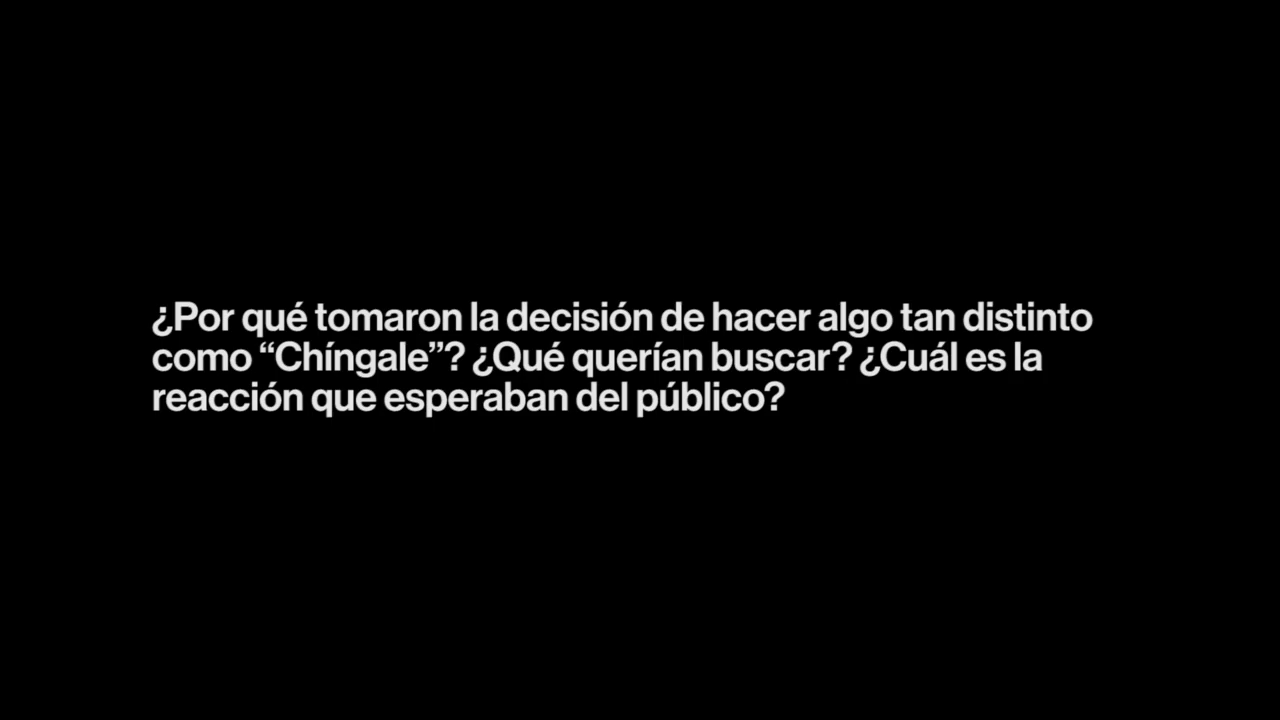 ¿Por qué tomaron la decisión de hacer algo tan distinto
como “Chíngale”? ¿Qué querían buscar? ¿Cuál es la
reacción que esperaban del público?